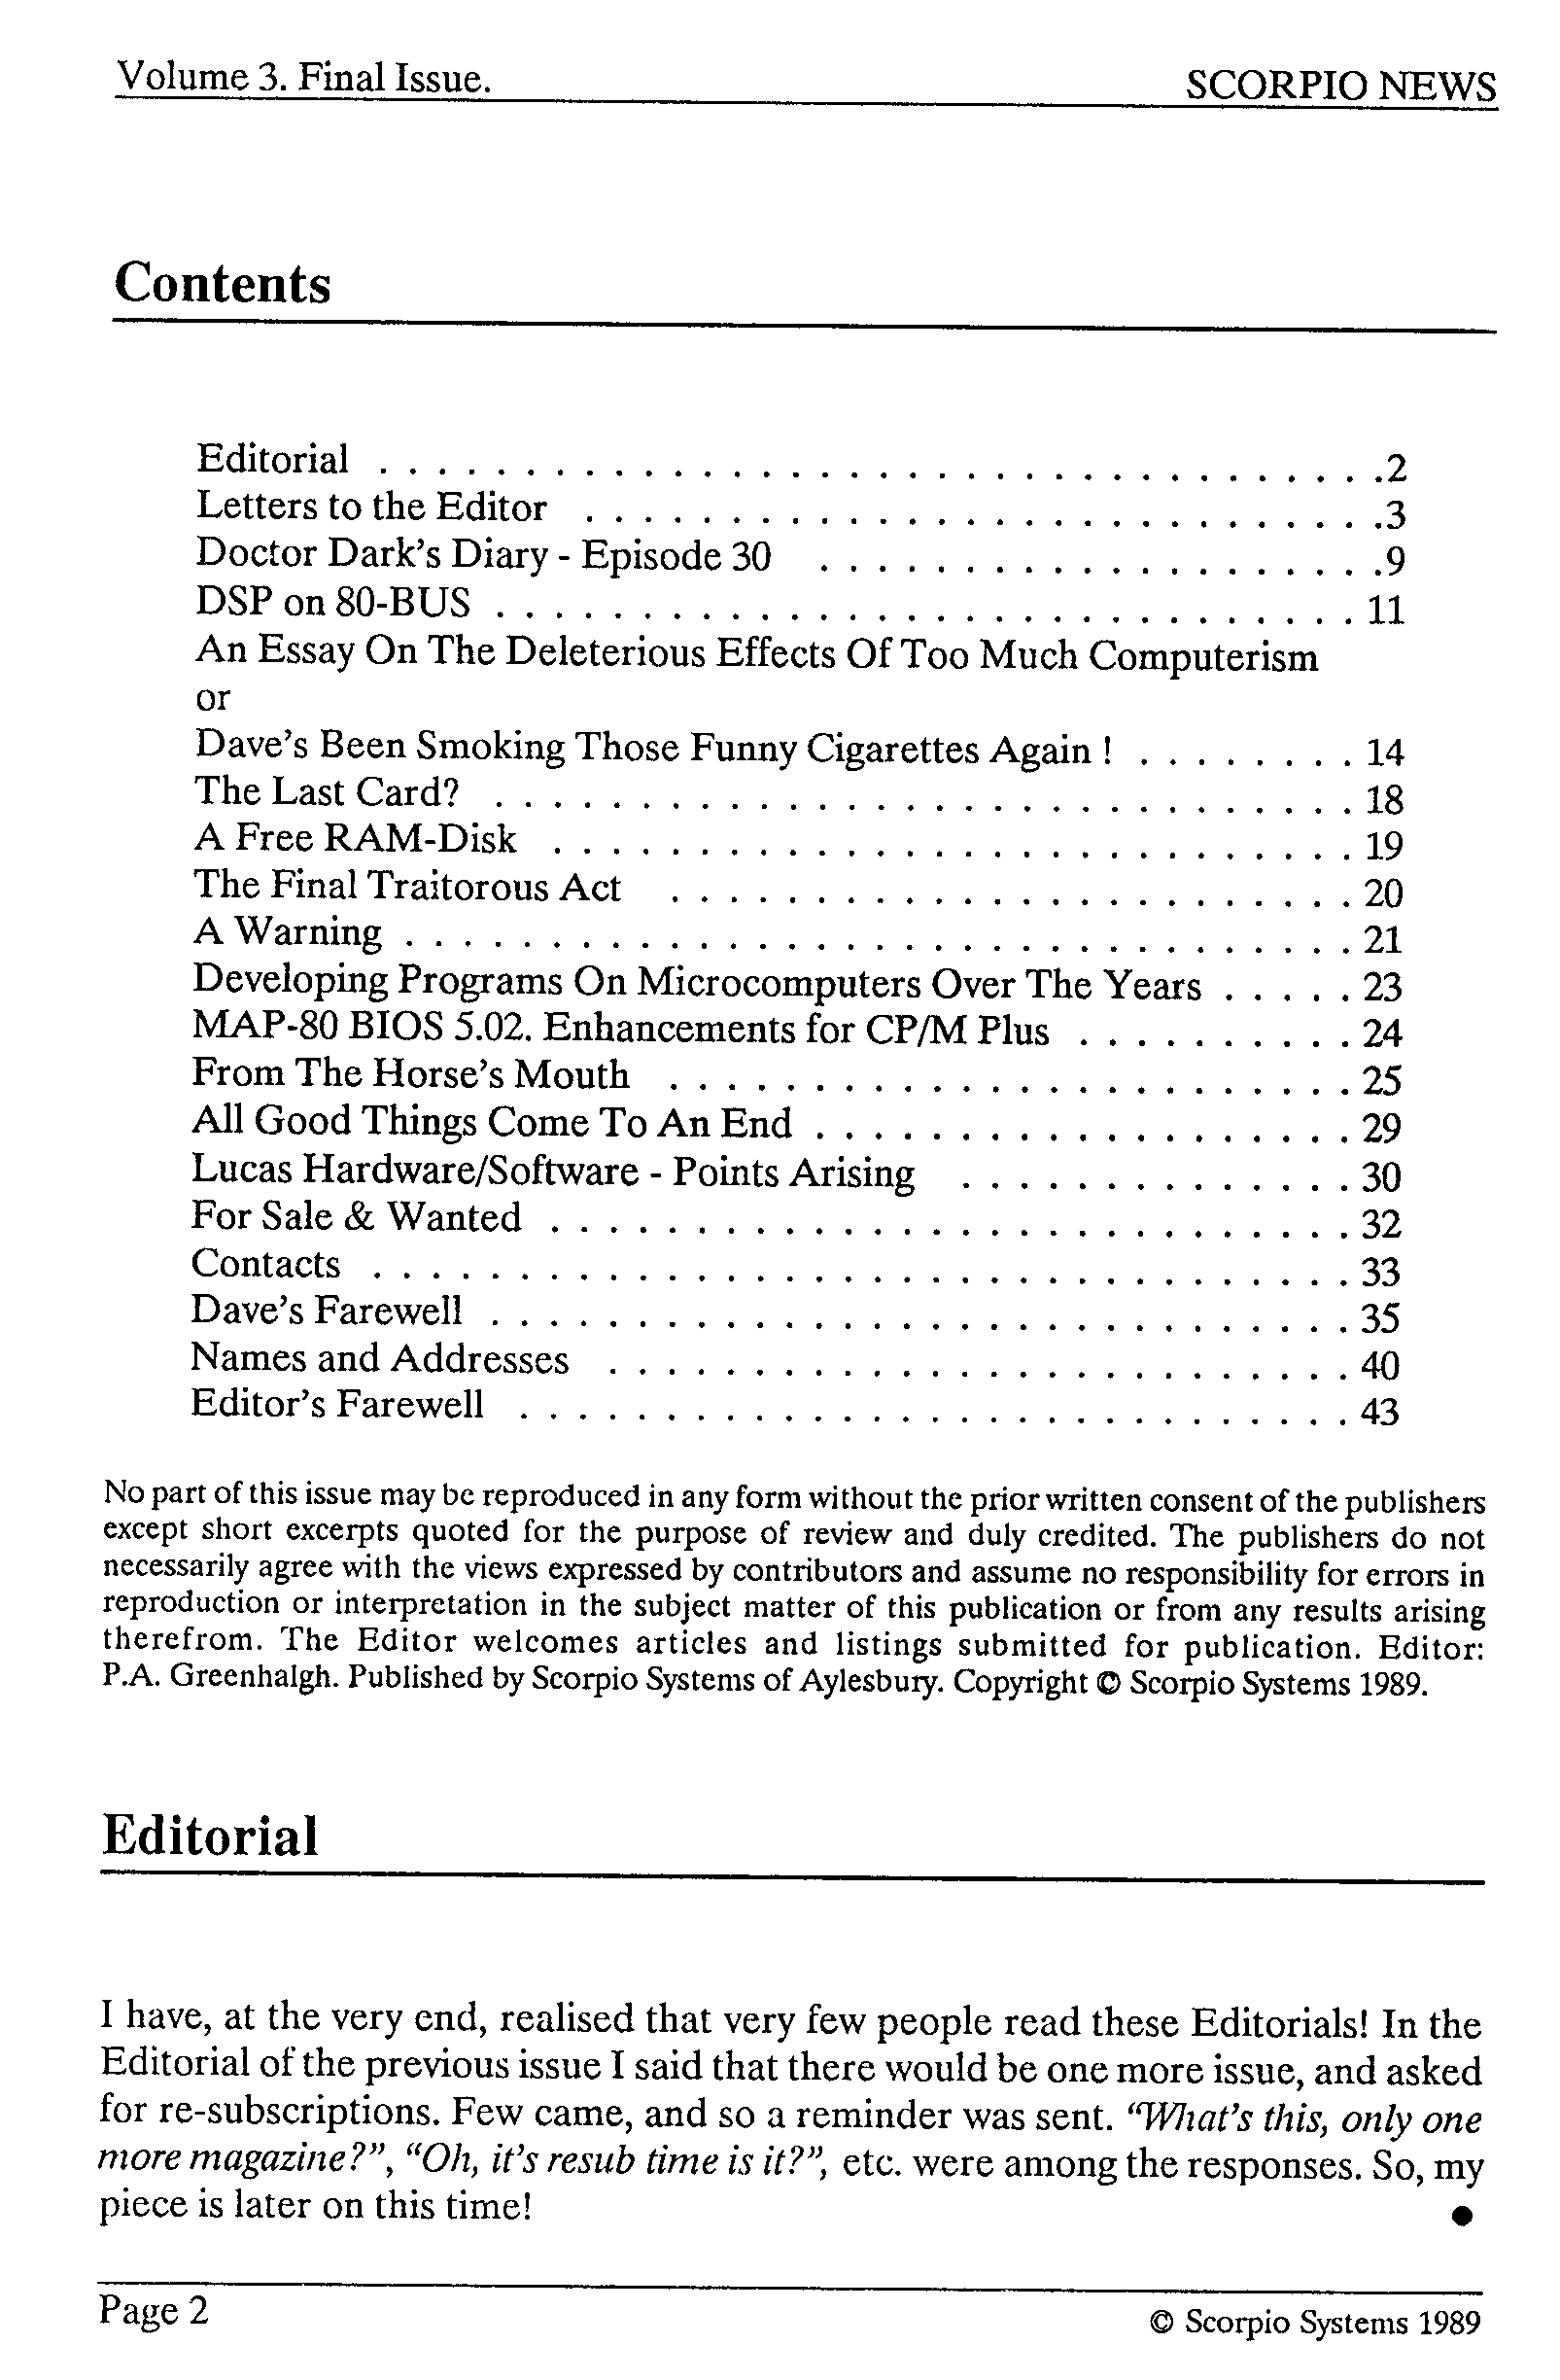 Volume 3. Final Issue. SCORPIO NEWS
Contents
Editorial . . . . . . . . . . . . . . . . . . . . . . . . . . . . . . . . . . .2
Letters to the Editor . . . . . . . . . . . . . . . . . . . . . . . . . . . .3
Doctor Dark's Diary - Episode 30 . . . . . . . . . . . . . . . . . . . .9
DSP on 80-BUS . . . . . . . . . . . . . . . . . . . . . . . . . . . . . . 11
An Essay On The Deleterious Effects Of Too Much Computerism
or
Dave's Been Smoking Those Funny Cigarettes Again ! . . . . . . . . 14
The Last Card? . . . . . . . . . . . . . . . . . . . . . . . . . . . . . . 18
A Free RAM-Disk . . . . . . . . . . . . . . . . . . . . . . . . . . . . 19
The Final Traitorous Act . . . . . . . . . . . . . . . . . . . . . . . . 20
A Warning . . . . . . . . . . . . . . . . . . . . . . . . . . . . . . . . . 21
Developing Programs On Microcomputers Over The Years . . . . . 23
MAP-80 BIOS 5.02. Enhancements for CP/M Plus . . . . . . . . . . 24
From The Horse's Mouth . . . . . . . . . . . . . . . . . . . . . . . . 25
All Good Things Come To An End . . . . . . . . . . . . . . . . . . . 29
Lucas Hardware/Software - Points Arising . . . . . . . . . . . . . . 30
For Sale & Wanted . . . . . . . . . . . . . . . . . . . . . . . . . . . . 32
Contacts . . . . . . . . . . . . . . . . . . . . . . . . . . . . . . . . . . 33
Dave's Farewell . . . . . . . . . . . . . . . . . . . . . . . . . . . . . . 35
Names and Addresses . . . . . . . . . . . . . . . . . . . . . . . . . . 40
Editor's Farewell . . . . . . . . . . . . . . . . . . . . . . . . . . . . . 43
No part of this issue may be reproduced in any form without the prior written consent of the publishers
except short excerpts quoted for the purpose of review and duly credited. The publishers do not
necessarily agree with the views expressed by contributors and assume no responsibility for errors in
reproduction or interpretation in the subject matter of this publication or from any results arising
therefrom. The Editor welcomes articles and listings submitted for publication. Editor:
P.A. Greenhalgh. Published by Scorpio Systems of Aylesbury. Copyright © Scorpio Systems 1989.
Editorial
I have, at the very end, realised that very few people read these Editorials! In the
Editorial of the previous issue I said that there would be one more issue, and asked
for re-subscriptions. Few came, and so a reminder was sent. “What's this, only one
more magazine?”, “Oh, it's resub time is it?”, etc. were among the responses. So, my
piece is later on this time! ●
Page 2 © Scorpio Systems 1989